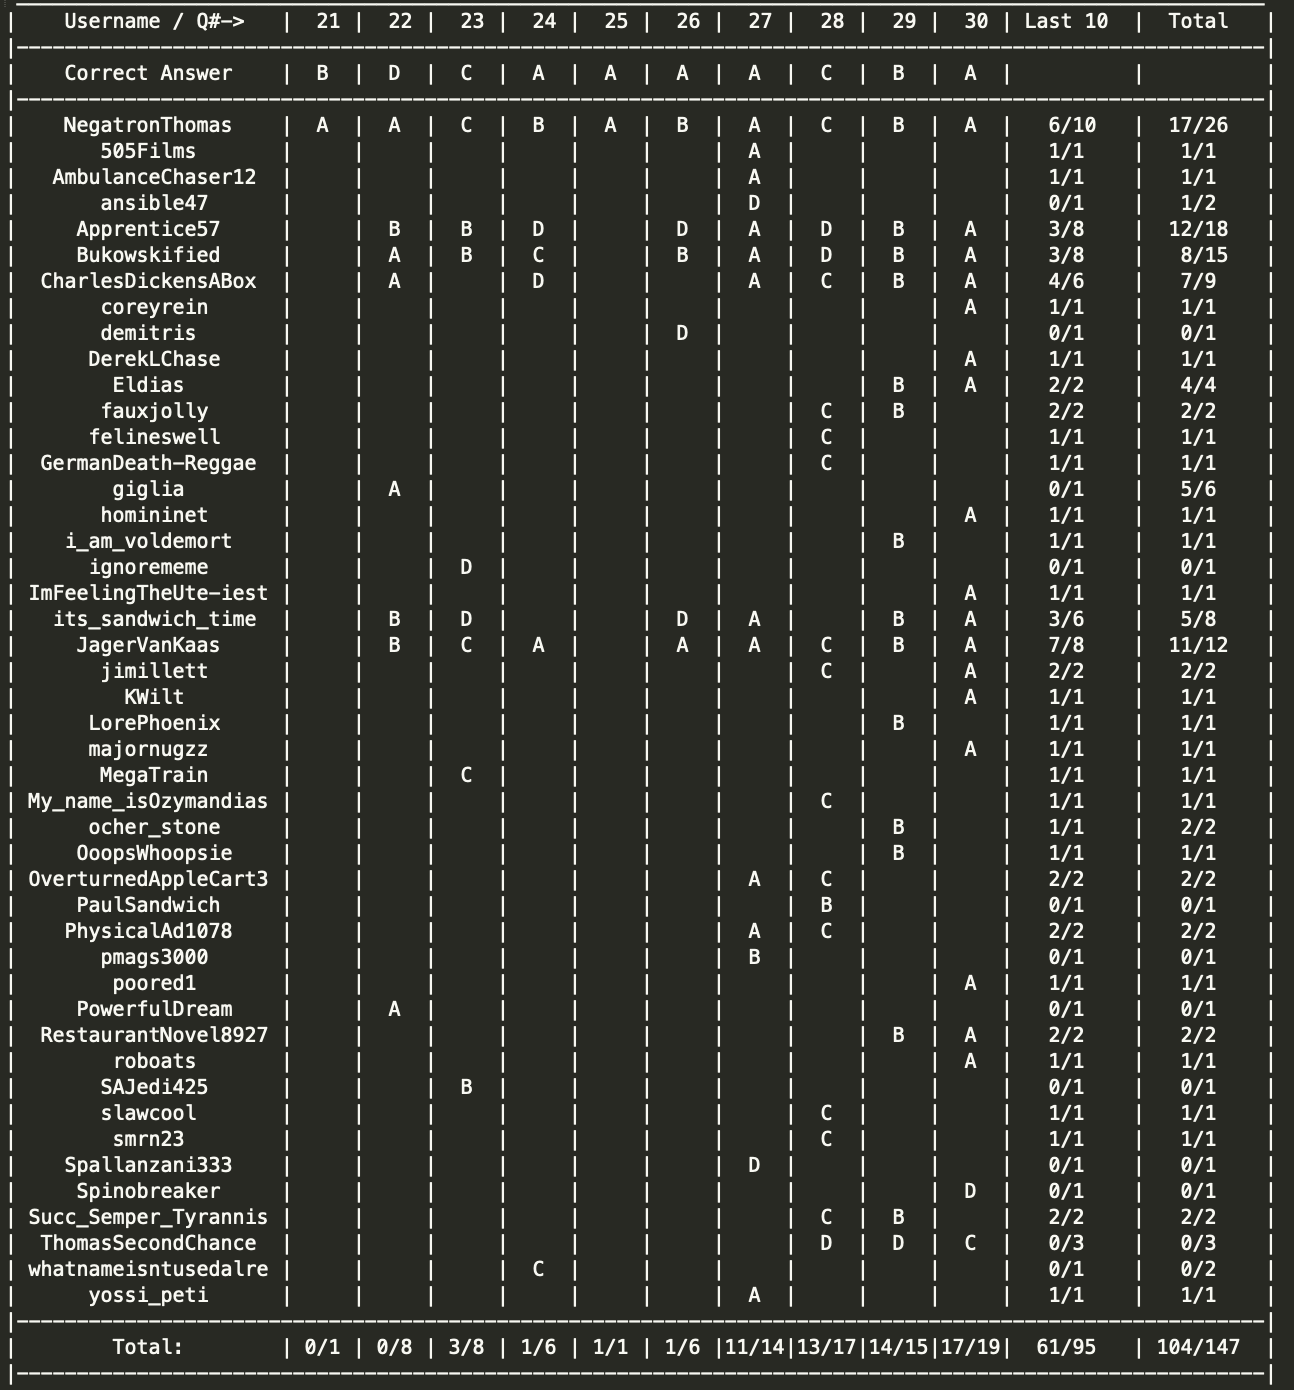 Username / Q#-> | 21 | 22 | 23 | 24 | 25 | 26 | 27 | 28 | 29 | 30 | Last 10 | Total
Correct Answer | B | D | C | A | A | A | A | C | B | A | | |
NegatronThomas | A | A | C | B | A | B | A | C | B | A | 6/10 | 17/26
505Films | | | | | | | A | | | | 1/1 | 1/1
AmbulanceChaser12 | | | | | | | A | | | | 1/1 | 1/1
ansible47 | | | | | | | D | | | | 0/1 | 1/2
Apprentice57 | | B | B | D | | D | A | D | B | A | 3/8 | 12/18
Bukowskified | | A | B | C | | B | A | D | B | A | 3/8 | 8/15
CharlesDickensABox | | A | | D | | | A | C | B | A | 4/6 | 7/9
coreyrein | | | | | | | | | | A | 1/1 | 1/1
demitris | | | | | | D | | | | | 0/1 | 0/1
DerekLChase | | | | | | | | | | A | 1/1 | 1/1
Eldias | | | | | | | | | B | A | 2/2 | 4/4
fauxjolly | | | | | | | | C | B | | 2/2 | 2/2
felineswell | | | | | | | | C | | | 1/1 | 1/1
GermanDeath-Reggae | | | | | | | | C | | | 1/1 | 1/1
giglia | | A | | | | | | | | | 0/1 | 5/6
homininet | | | | | | | | | | A | 1/1 | 1/1
i_am_voldemort | | | | | | | | | B | | 1/1 | 1/1
ignorememe | | | D | | | | | | | | 0/1 | 0/1
ImFeelingTheUte-iest | | | | | | | | | | A | 1/1 | 1/1
its_sandwich_time | | B | D | | | D | A | | B | A | 3/6 | 5/8
JagerVanKaas | | B | C | A | | A | A | C | B | A | 7/8 | 11/12
jimillett | | | | | | | | C | | A | 2/2 | 2/2
KWilt | | | | | | | | | | A | 1/1 | 1/1
LorePhoenix | | | | | | | | | B | | 1/1 | 1/1
majornugzz | | | | | | | | | | A | 1/1 | 1/1
MegaTrain | | | C | | | | | | | | 1/1 | 1/1
My_name_isOzymandias | | | | | | | | C | | | 1/1 | 1/1
ocher_stone | | | | | | | | | B | | 1/1 | 2/2
OoopsWhoopsie | | | | | | | | | B | | 1/1 | 1/1
OverturnedAppleCart3 | | | | | | | A | C | | | 2/2 | 2/2
PaulSandwich | | | | | | | | B | | | 0/1 | 0/1
PhysicalAd1078 | | | | | | | A | C | | | 2/2 | 2/2
pmags3000 | | | | | | | B | | | | 0/1 | 0/1
poored1 | | | | | | | | | | A | 1/1 | 1/1
PowerfulDream | | A | | | | | | | | | 0/1 | 0/1
RestaurantNovel8927 | | | | | | | | | B | A | 2/2 | 2/2
roboats | | | | | | | | | | A | 1/1 | 1/1
SAJedi425 | | | B | | | | | | | | 0/1 | 0/1
slawcool | | | | | | | | C | | | 1/1 | 1/1
smrn23 | | | | | | | | C | | | 1/1 | 1/1
Spallanzani333 | | | | | | | D | | | | 0/1 | 0/1
Spinobreaker | | | | | | | | | | D | 0/1 | 0/1
Succ_Semper_Tyrannis | | | | | | | | C | B | | 2/2 | 2/2
ThomasSecondChance | | | | | | | | D | D | C | 0/3 | 0/3
whatnameisntusedalre | | | | C | | | | | | | 0/1 | 0/2
yossi_peti | | | | | | | A | | | | 1/1 | 1/1
Total: | 0/1 | 0/8 | 3/8 | 1/6 | 1/1 | 1/6 |11/14|13/17|14/15|17/19| 61/95 | 104/147